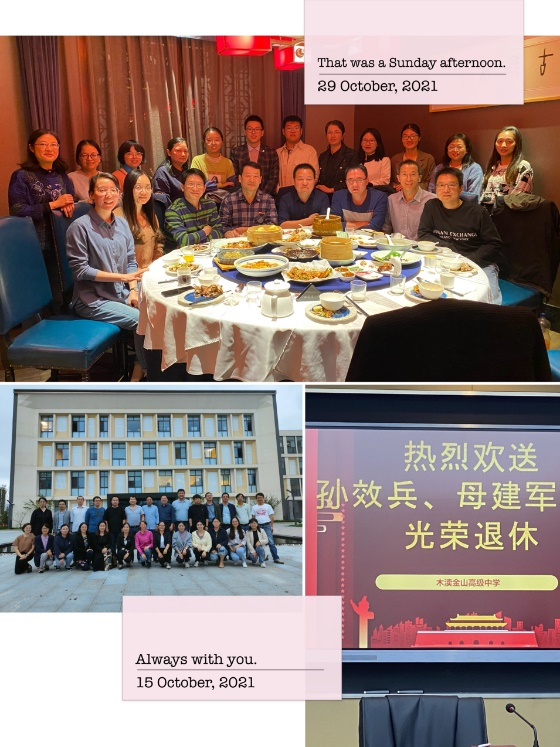 That was a Sunday afternoon.
29 October, 2021
EXCHANGE
热烈欢送
孙效兵、母建军
光荣退休
木渎金山高级中学
Always with you.
15 October, 2021